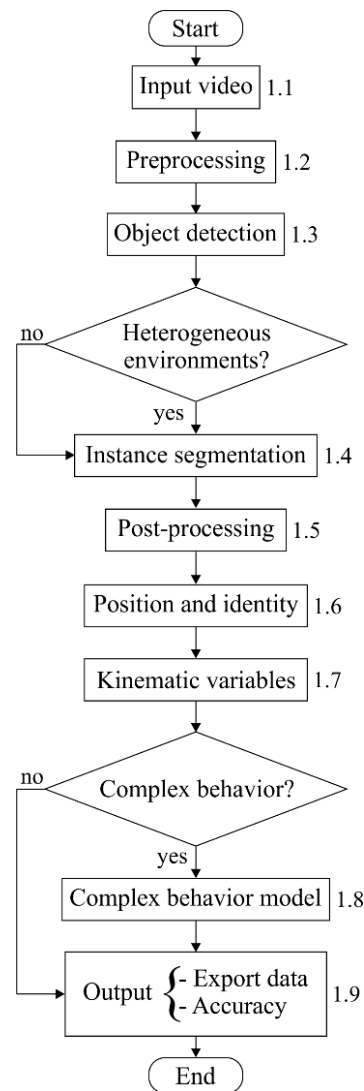 Start
Input video 1.1
Preprocessing 1.2
Object detection 1.3
no
Heterogeneous
environments?
yes
Instance segmentation 1.4
Post-processing 1.5
Position and identity 1.6
Kinematic variables 1.7
no
Complex behavior?
yes
Complex behavior model 1.8
Output { - Export data
- Accuracy
1.9
End